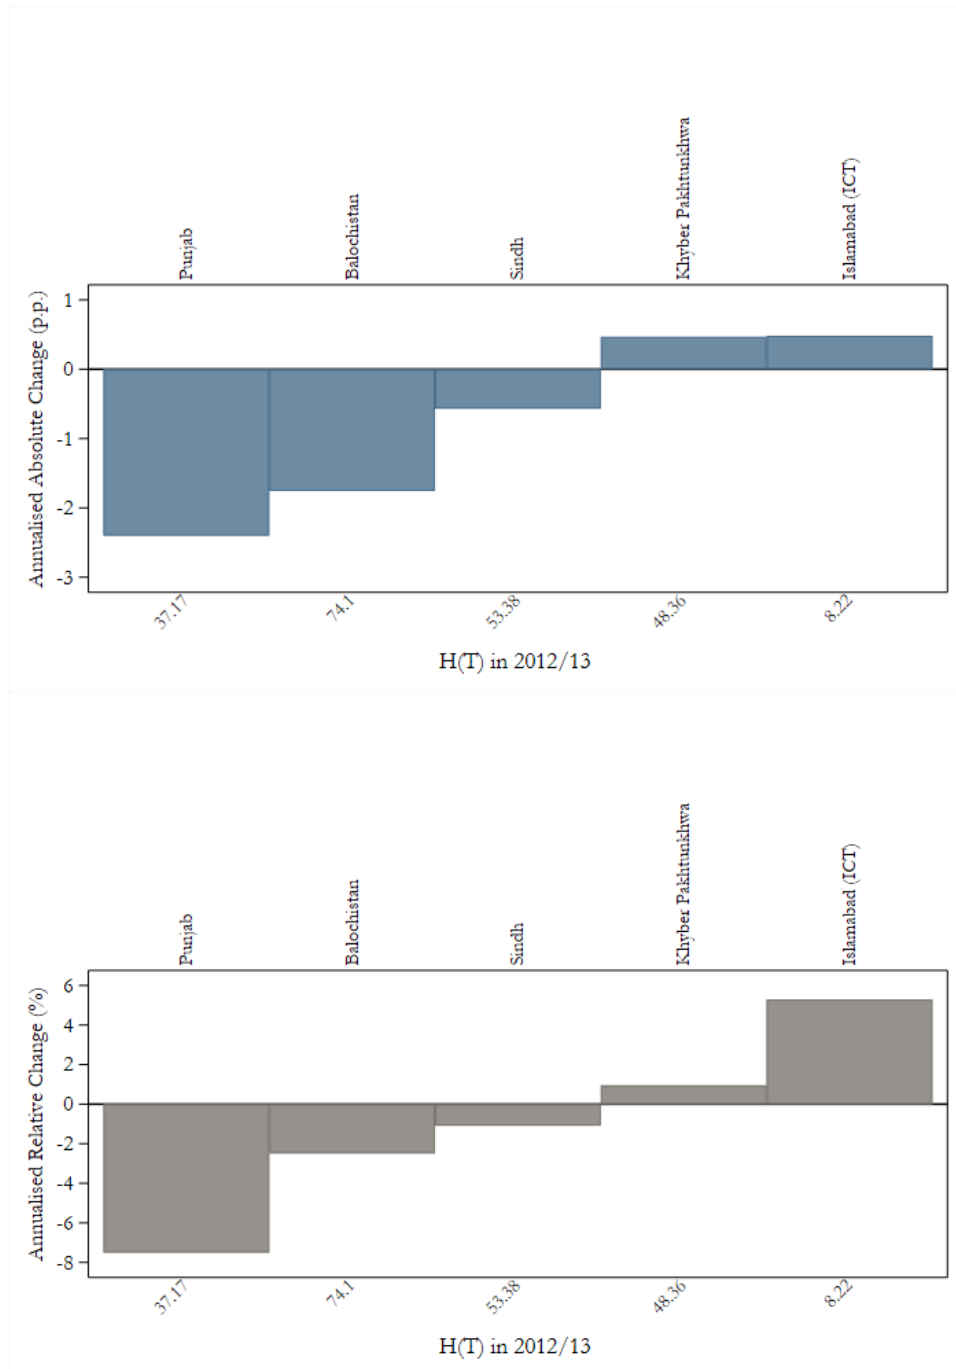 Punjab
Balochistan
Sindh
Khyber Pakhtunkhwa
Islamabad (ICT)
Annualised Absolute Change (p.p.)
1
0
-1
-2
-3
37.17
74.1
53.38
48.36
8.22
H(T) in 2012/13
Punjab
Balochistan
Sindh
Khyber Pakhtunkhwa
Islamabad (ICT)
Annualised Relative Change (%)
6
4
2
0
-2
-4
-6
-8
37.17
74.1
53.38
48.36
8.22
H(T) in 2012/13